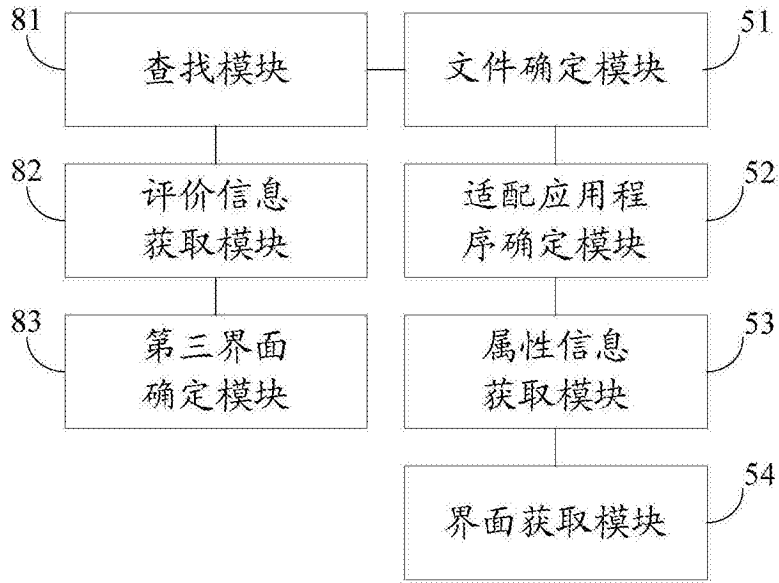 81
查找模块
文件确定模块
51
82
评价信息
获取模块
适配应用程
序确定模块
52
83
第三界面
确定模块
属性信息
获取模块
53
界面获取模块
54